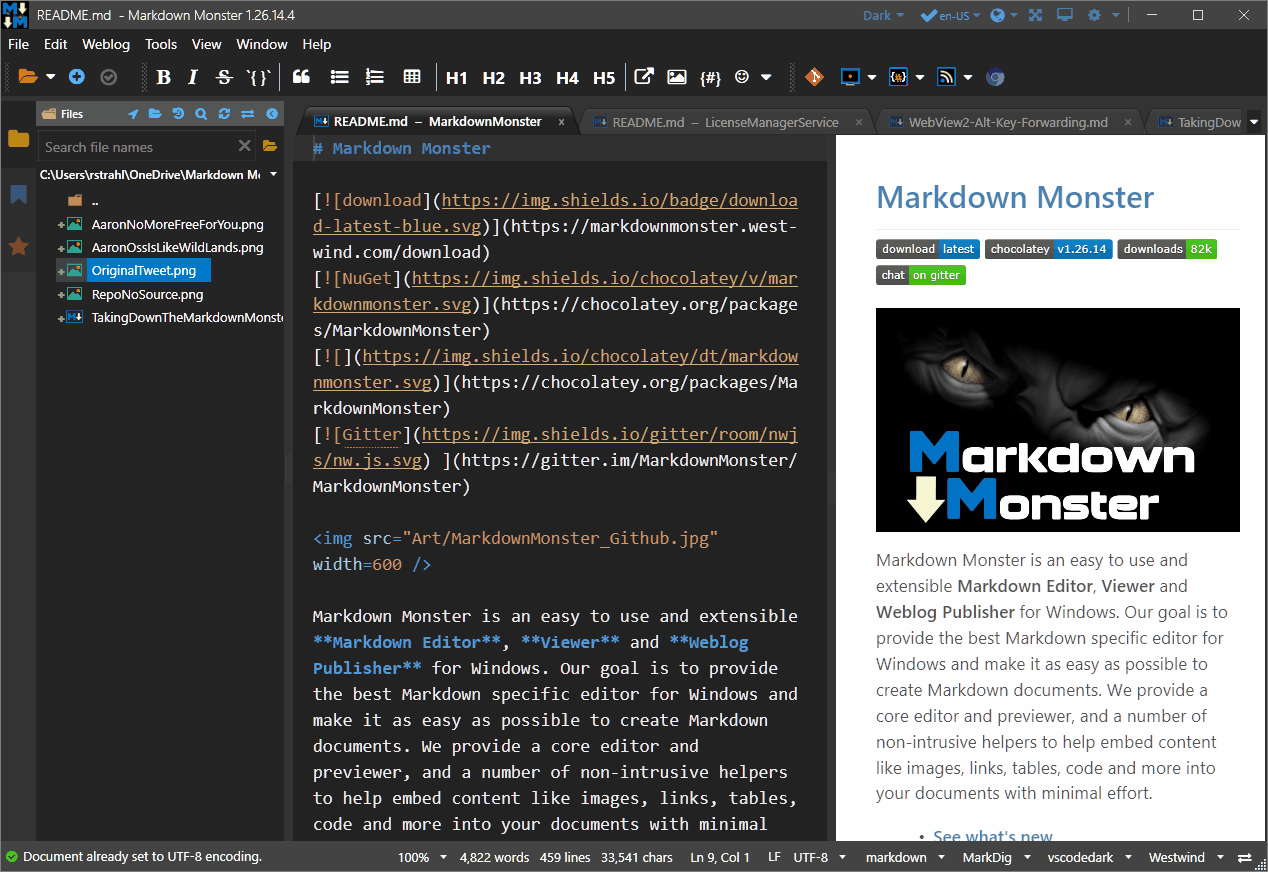 README.md - Markdown Monster 1.26.14.4
Dark
en-US
File Edit Weblog Tools View Window Help
B I S `{}` H1 H2 H3 H4 H5 {#}
Files
README.md – MarkdownMonster
README.md – LicenseManagerService
WebView2-Alt-Key-Forwarding.md
TakingDow
Search file names
C:\Users\rstrahl\OneDrive\Markdown Mo
..
AaronNoMoreFreeForYou.png
AaronOssIsLikeWildLands.png
OriginalTweet.png
RepoNoSource.png
TakingDownTheMarkdownMonste
# Markdown Monster
[![download](https://img.shields.io/badge/downloa
d-latest-blue.svg)](https://markdownmonster.west-
wind.com/download)
[![NuGet](https://img.shields.io/chocolatey/v/mar
kdownmonster.svg)](https://chocolatey.org/package
s/MarkdownMonster)
[![](https://img.shields.io/chocolatey/dt/markdow
nmonster.svg)](https://chocolatey.org/packages/Ma
rkdownMonster)
[![Gitter](https://img.shields.io/gitter/room/nwj
s/nw.js.svg) ](https://gitter.im/MarkdownMonster/
MarkdownMonster)
<img src="Art/MarkdownMonster_Github.jpg"
width=600 />
Markdown Monster is an easy to use and extensible
**Markdown Editor**, **Viewer** and **Weblog
Publisher** for Windows. Our goal is to provide
the best Markdown specific editor for Windows and
make it as easy as possible to create Markdown
documents. We provide a core editor and
previewer, and a number of non-intrusive helpers
to help embed content like images, links, tables,
code and more into your documents with minimal
Markdown Monster
download latest chocolatey v1.26.14 downloads 82k
chat on gitter
Markdown
Monster
Markdown Monster is an easy to use and
extensible Markdown Editor, Viewer and
Weblog Publisher for Windows. Our goal is to
provide the best Markdown specific editor for
Windows and make it as easy as possible to
create Markdown documents. We provide a
core editor and previewer, and a number of
non-intrusive helpers to help embed content
like images, links, tables, code and more into
your documents with minimal effort.
• See what's new
Document already set to UTF-8 encoding.
100% 4,822 words 459 lines 33,541 chars Ln 9, Col 1 LF UTF-8 markdown MarkDig vscodedark Westwind